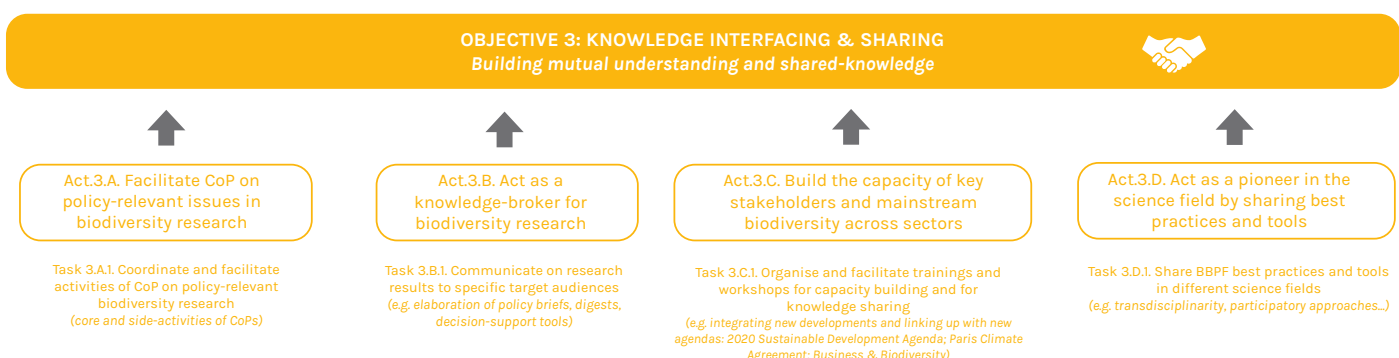 OBJECTIVE 3: KNOWLEDGE INTERFACING & SHARING
Building mutual understanding and shared-knowledge
Act.3.A. Facilitate CoP on
policy-relevant issues in
biodiversity research
Task 3.A.1. Coordinate and facilitate
activities of CoP on policy-relevant
biodiversity research
(core and side-activities of CoPs)
Act.3.B. Act as a
knowledge-broker for
biodiversity research
Task 3.B.1. Communicate on research
results to specific target audiences
(e.g. elaboration of policy briefs, digests,
decision-support tools)
Act.3.C. Build the capacity of key
stakeholders and mainstream
biodiversity across sectors
Task 3.C.1. Organise and facilitate trainings and
workshops for capacity building and for
knowledge sharing
(e.g. integrating new developments and linking up with new
agendas: 2020 Sustainable Development Agenda; Paris Climate
Agreement; Business & Biodiversity)
Act.3.D. Act as a pioneer in the
science field by sharing best
practices and tools
Task 3.D.1. Share BBPF best practices and tools
in different science fields
(e.g. transdisciplinarity, participatory approaches...)